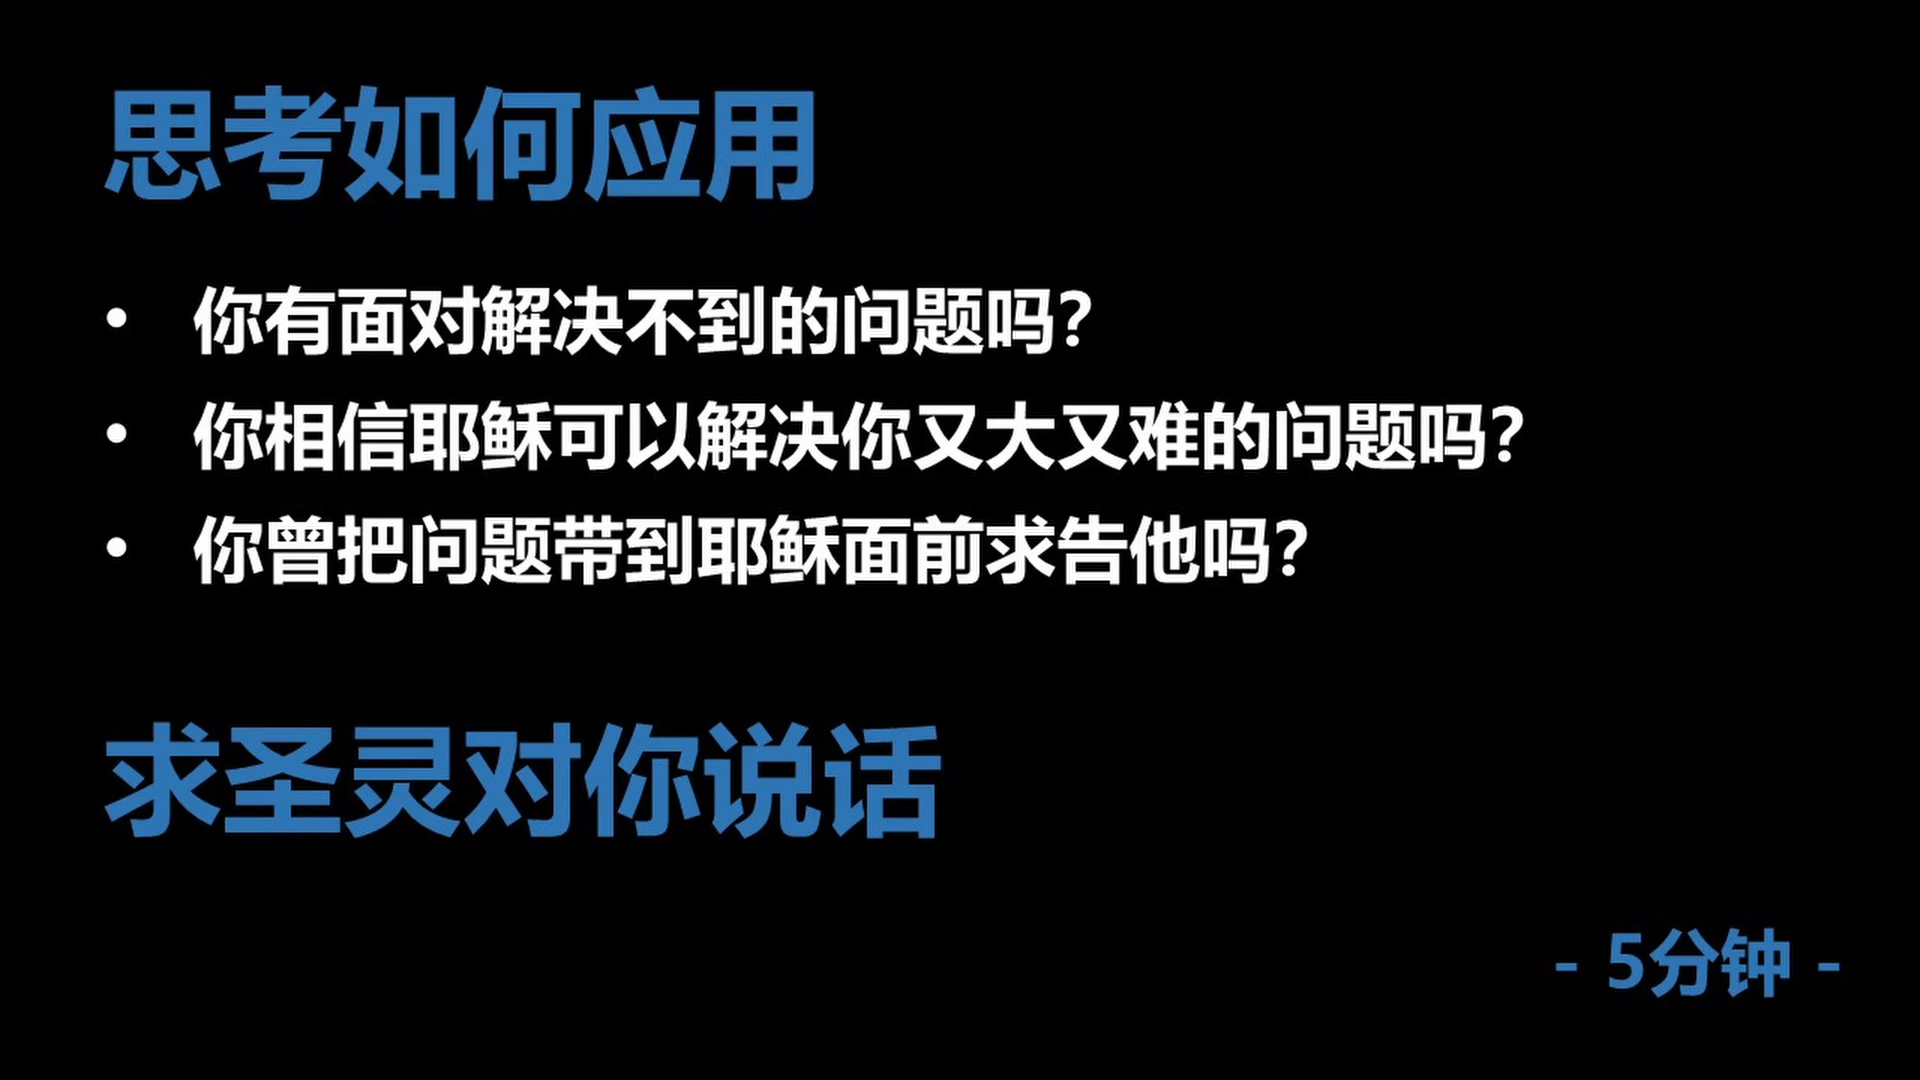 思考如何应用
• 你有面对解决不到的问题吗？
• 你相信耶稣可以解决你又大又难的问题吗？
• 你曾把问题带到耶稣面前求告他吗？
求圣灵对你说话
- 5分钟 -